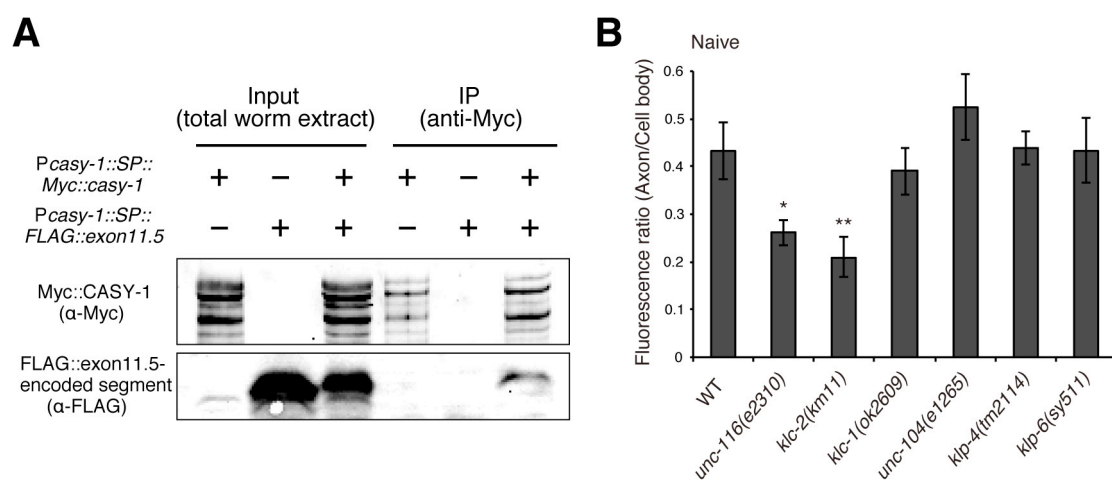 A
Input
(total worm extract)
IP
(anti-Myc)
Pcasy-1::SP::
Myc::casy-1
+ − + + − +
Pcasy-1::SP::
FLAG::exon11.5
− + + − + +
Myc::CASY-1
(α-Myc)
FLAG::exon11.5-
encoded segment
(α-FLAG)
B
Naive
Fluorescence ratio (Axon/Cell body)
0.6
0.5
0.4
0.3
0.2
0.1
0
*
**
WT
unc-116(e2310)
klc-2(km11)
klc-1(ok2609)
unc-104(e1265)
klp-4(tm2114)
klp-6(sy511)